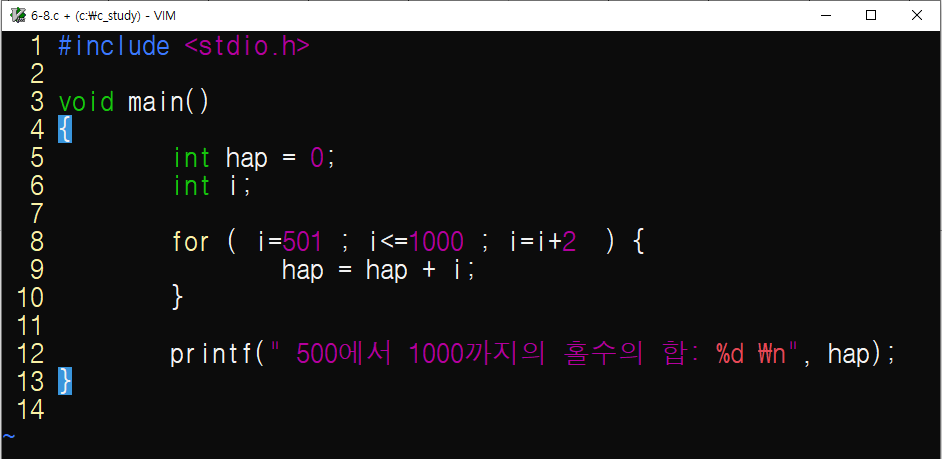 6-8.c + (c:₩c_study) - VIM
1 #include <stdio.h>
2
3 void main()
4 {
5 int hap = 0;
6 int i;
7
8 for ( i=501 ; i<=1000 ; i=i+2  ) {
9 hap = hap + i;
10 }
11
12 printf(" 500에서 1000까지의 홀수의 합: %d ₩n", hap);
13 }
14
~